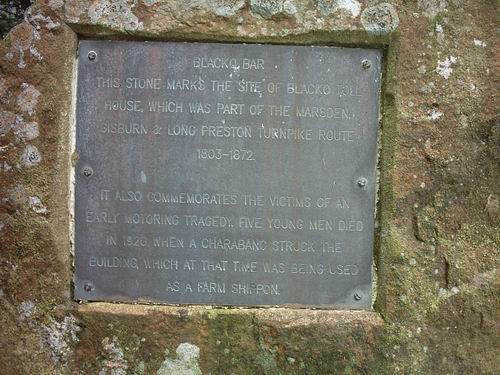 BLACKO BAR
THIS STONE MARKS THE SITE OF BLACKO TOLL
HOUSE, WHICH WAS PART OF THE MARSDEN,
GISBURN & LONG PRESTON TURNPIKE ROUTE
1803-1872.
IT ALSO COMMEMORATES THE VICTIMS OF AN
EARLY MOTORING TRAGEDY. FIVE YOUNG MEN DIED
IN 1920, WHEN A CHARABANC STRUCK THE
BUILDING, WHICH AT THAT TIME WAS BEING USED
AS A FARM SHIPPON.